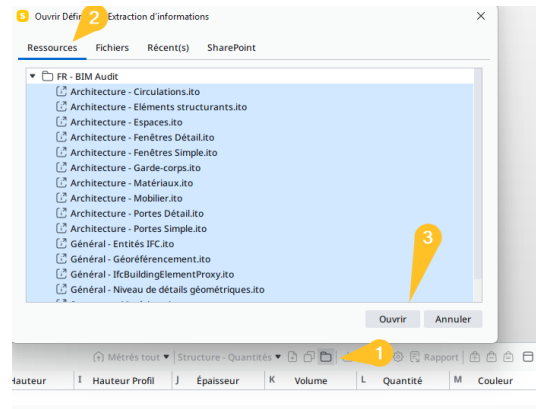 S Ouvrir Défin 2 Extraction d'informations
Ressources Fichiers Récent(s) SharePoint
FR - BIM Audit
Architecture - Circulations.ito
Architecture - Eléments structurants.ito
Architecture - Espaces.ito
Architecture - Fenêtres Détail.ito
Architecture - Fenêtres Simple.ito
Architecture - Garde-corps.ito
Architecture - Matériaux.ito
Architecture - Mobilier.ito
Architecture - Portes Détail.ito
Architecture - Portes Simple.ito
3
Général - Entités IFC.ito
Général - Géoréférencement.ito
Général - IfcBuildingElementProxy.ito
Général - Niveau de détails géométriques.ito
Ouvrir Annuler
Métrés tout Structure - Quantités 1 Rapport
Hauteur I Hauteur Profil J Épaisseur K Volume L Quantité M Couleur